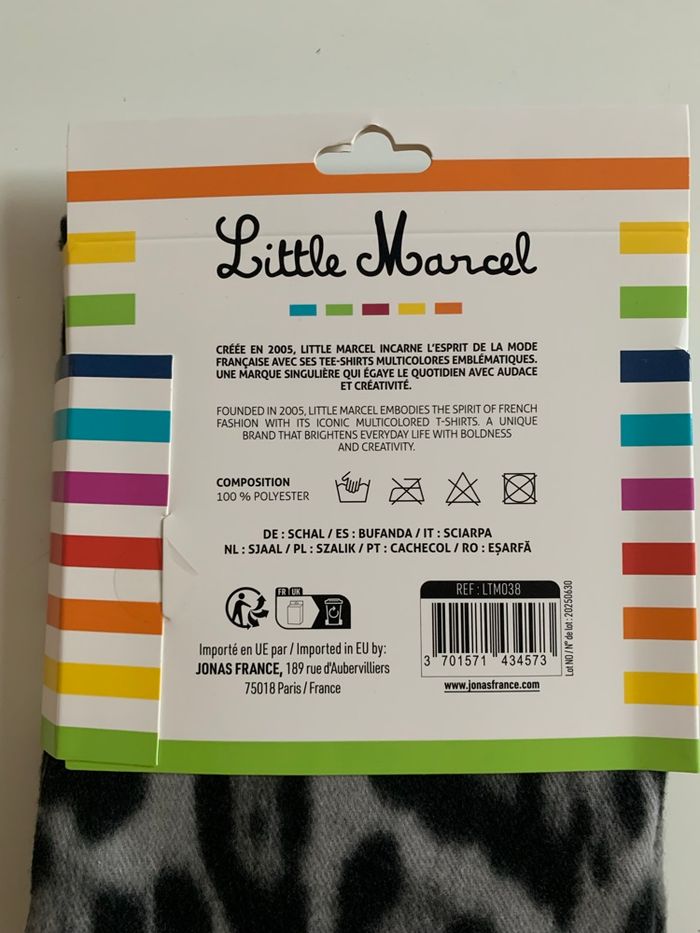 Little Marcel
CRÉÉE EN 2005, LITTLE MARCEL INCARNE L'ESPRIT DE LA MODE
FRANÇAISE AVEC SES TEE-SHIRTS MULTICOLORES EMBLÉMATIQUES.
UNE MARQUE SINGULIÈRE QUI ÉGAYE LE QUOTIDIEN AVEC AUDACE
ET CRÉATIVITÉ.
FOUNDED IN 2005, LITTLE MARCEL EMBODIES THE SPIRIT OF FRENCH
FASHION WITH ITS ICONIC MULTICOLORED T-SHIRTS. A UNIQUE
BRAND THAT BRIGHTENS EVERYDAY LIFE WITH BOLDNESS
AND CREATIVITY.
COMPOSITION
100 % POLYESTER
DE : SCHAL / ES : BUFANDA / IT : SCIARPA
NL : SJAAL / PL : SZALIK / PT : CACHECOL / RO : EŞARFĂ
FR UK
Importé en UE par / Imported in EU by:
JONAS FRANCE, 189 rue d'Aubervilliers
75018 Paris / France
REF : LTM038
3 701571 434573
www.jonasfrance.com
Lot NO / N° de lot : 20250630